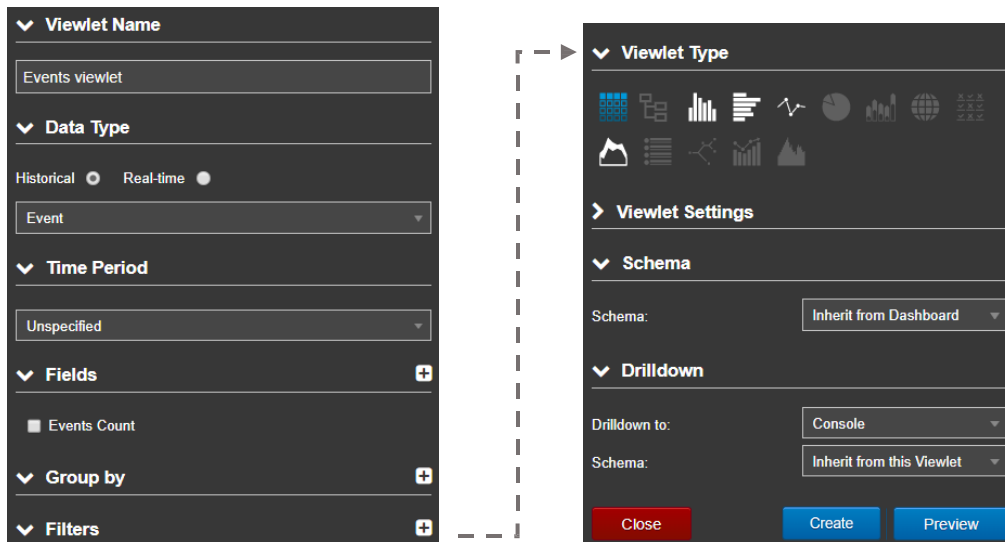 Viewlet Name
Events viewlet
Data Type
Historical Real-time
Event
Time Period
Unspecified
Fields
Events Count
Group by
Filters
Viewlet Type
Viewlet Settings
Schema
Schema: Inherit from Dashboard
Drilldown
Drilldown to: Console
Schema: Inherit from this Viewlet
Close Create Preview